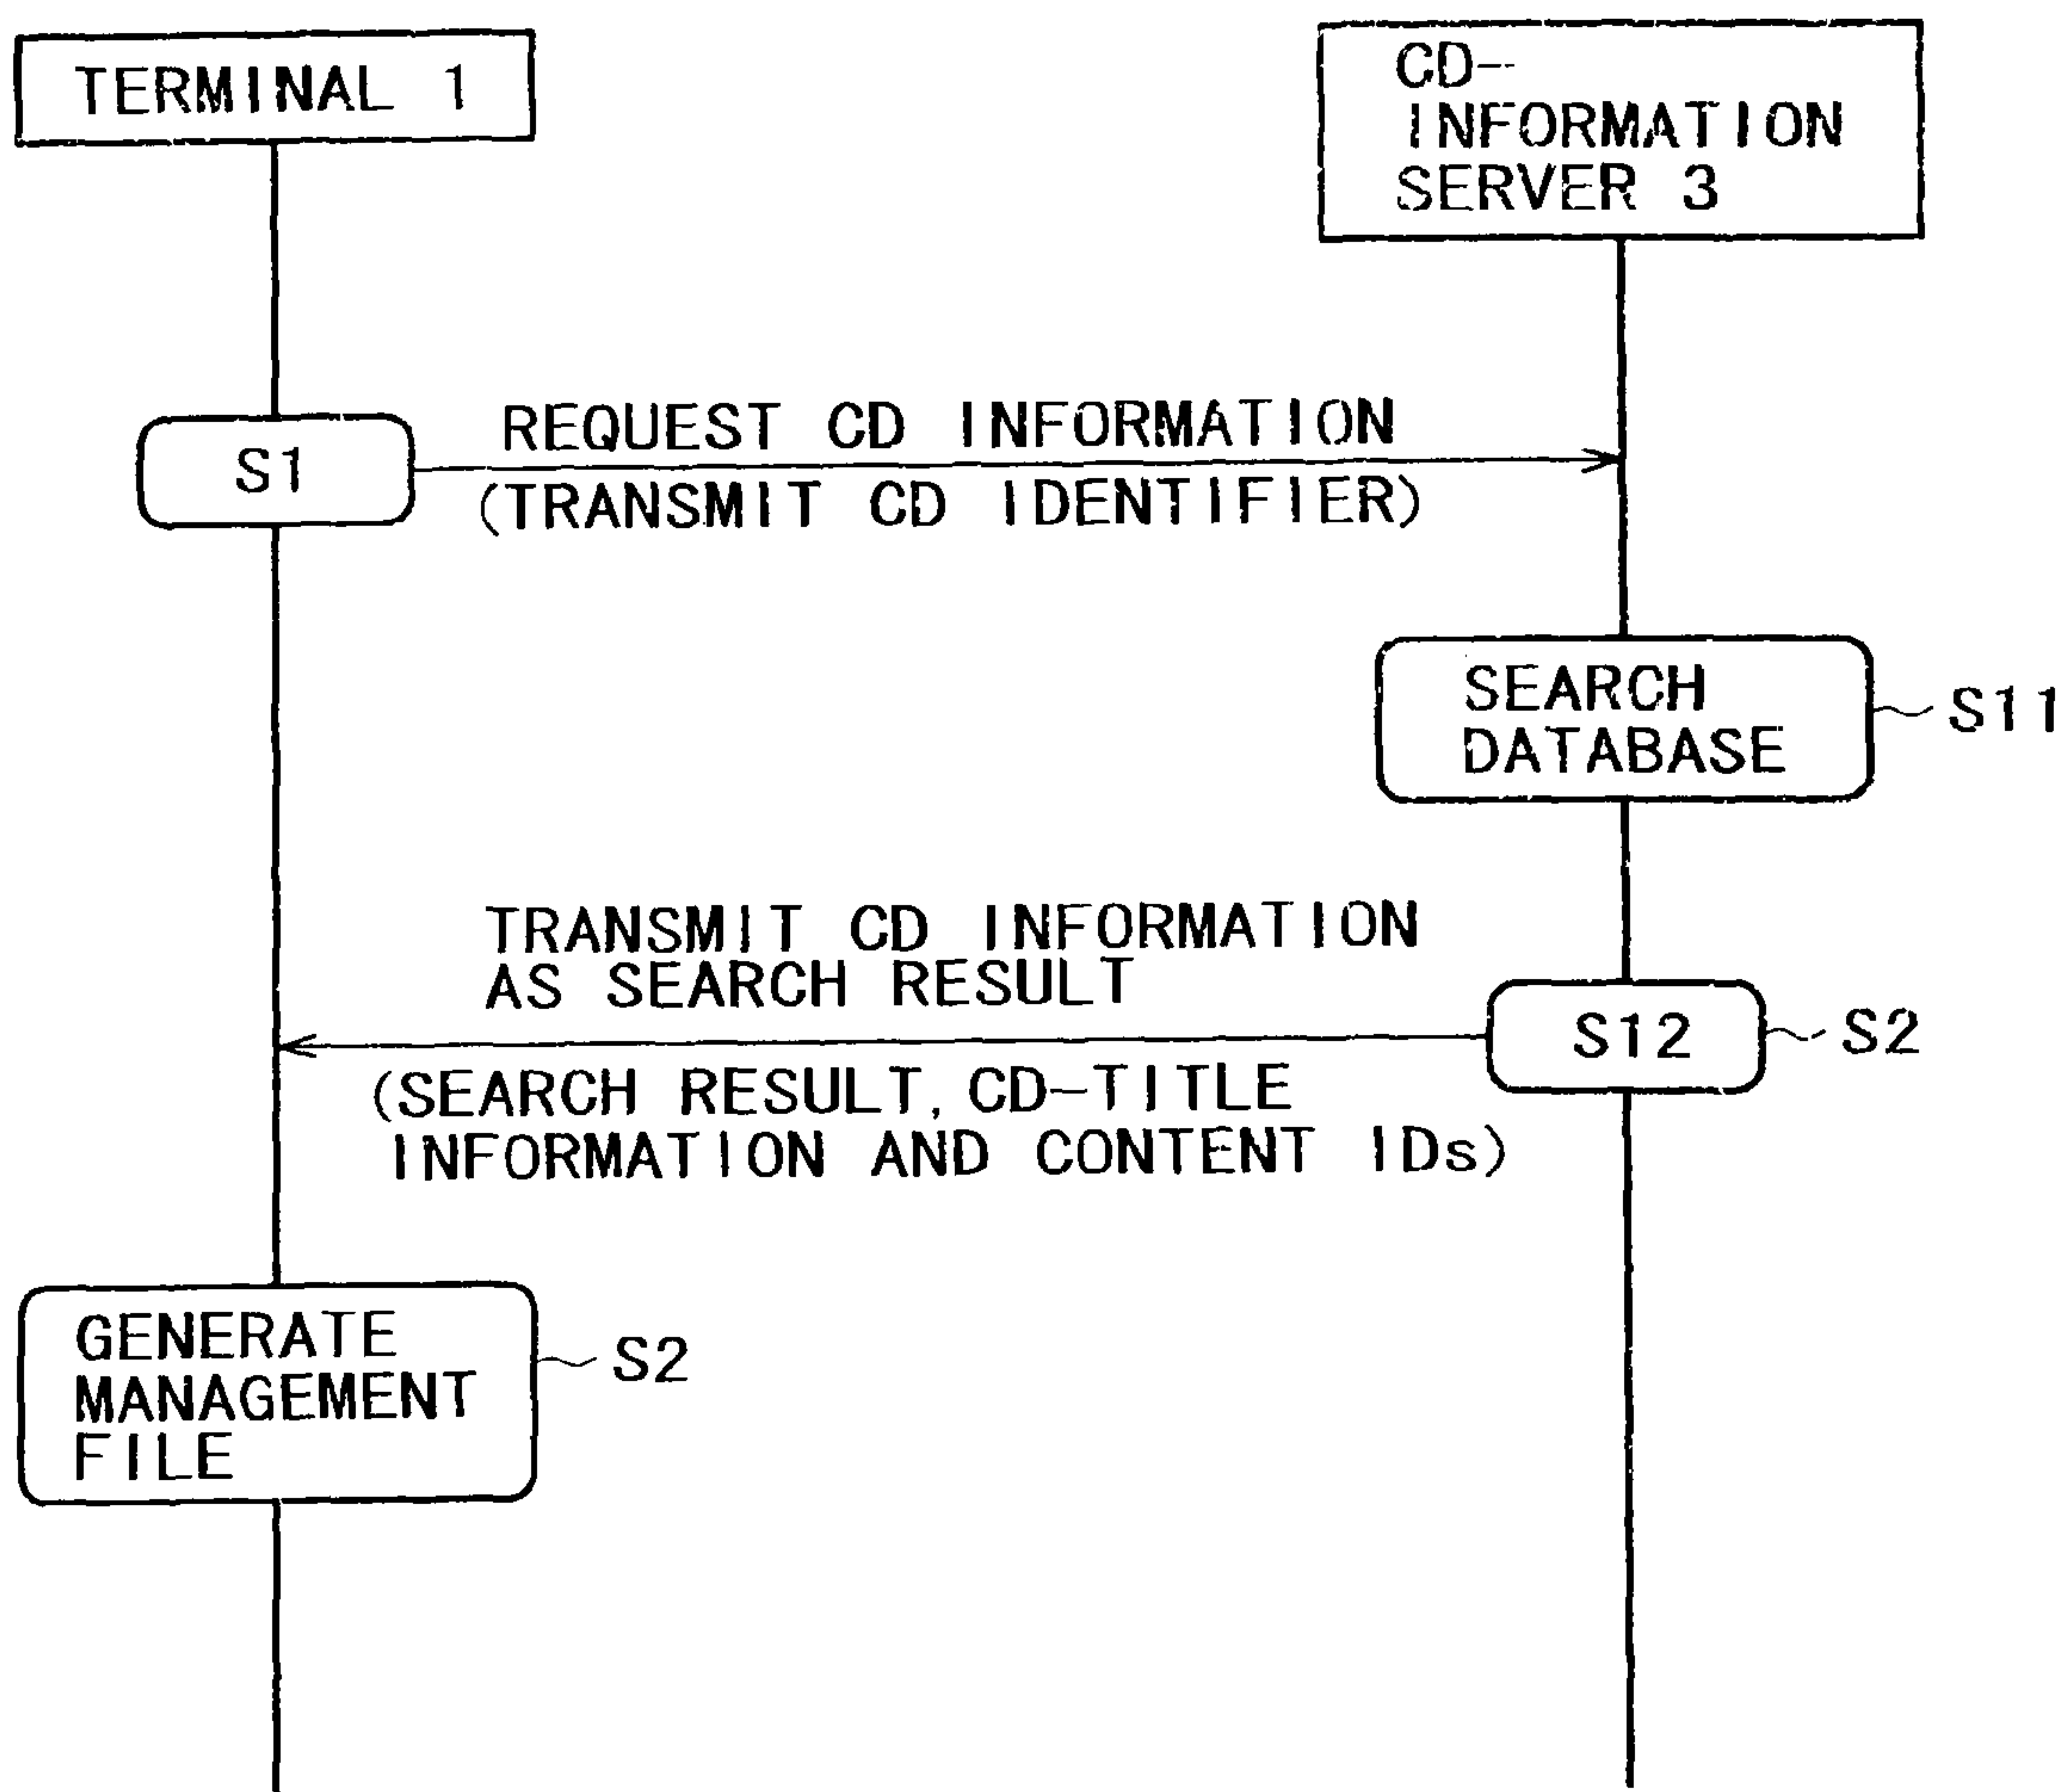 TERMINAL 1
CD-
INFORMATION
SERVER 3
S1
REQUEST CD INFORMATION
(TRANSMIT CD IDENTIFIER)
SEARCH
DATABASE
S11
TRANSMIT CD INFORMATION
AS SEARCH RESULT
S12
S2
(SEARCH RESULT, CD-TITLE
INFORMATION AND CONTENT IDs)
GENERATE
MANAGEMENT
FILE
S2